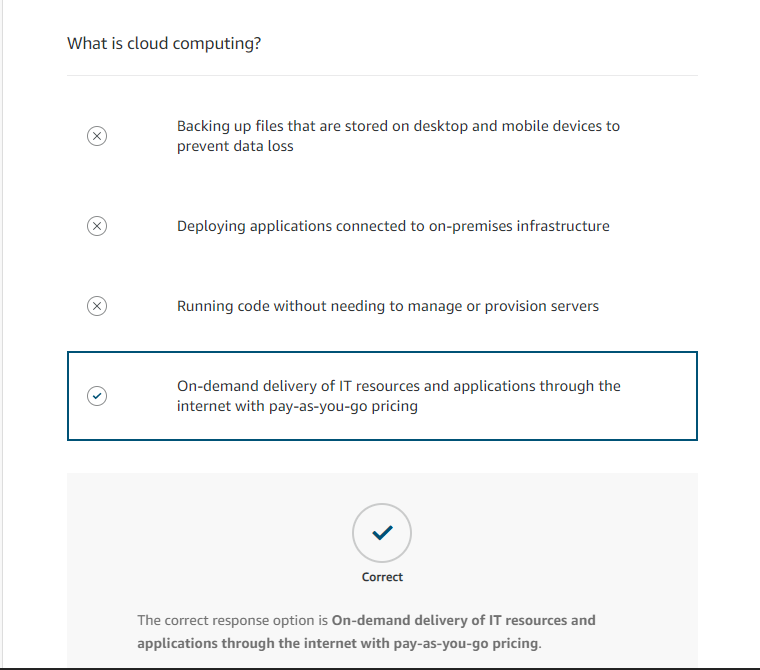 What is cloud computing?
Backing up files that are stored on desktop and mobile devices to
prevent data loss
Deploying applications connected to on-premises infrastructure
Running code without needing to manage or provision servers
On-demand delivery of IT resources and applications through the
internet with pay-as-you-go pricing
Correct
The correct response option is On-demand delivery of IT resources and
applications through the internet with pay-as-you-go pricing.